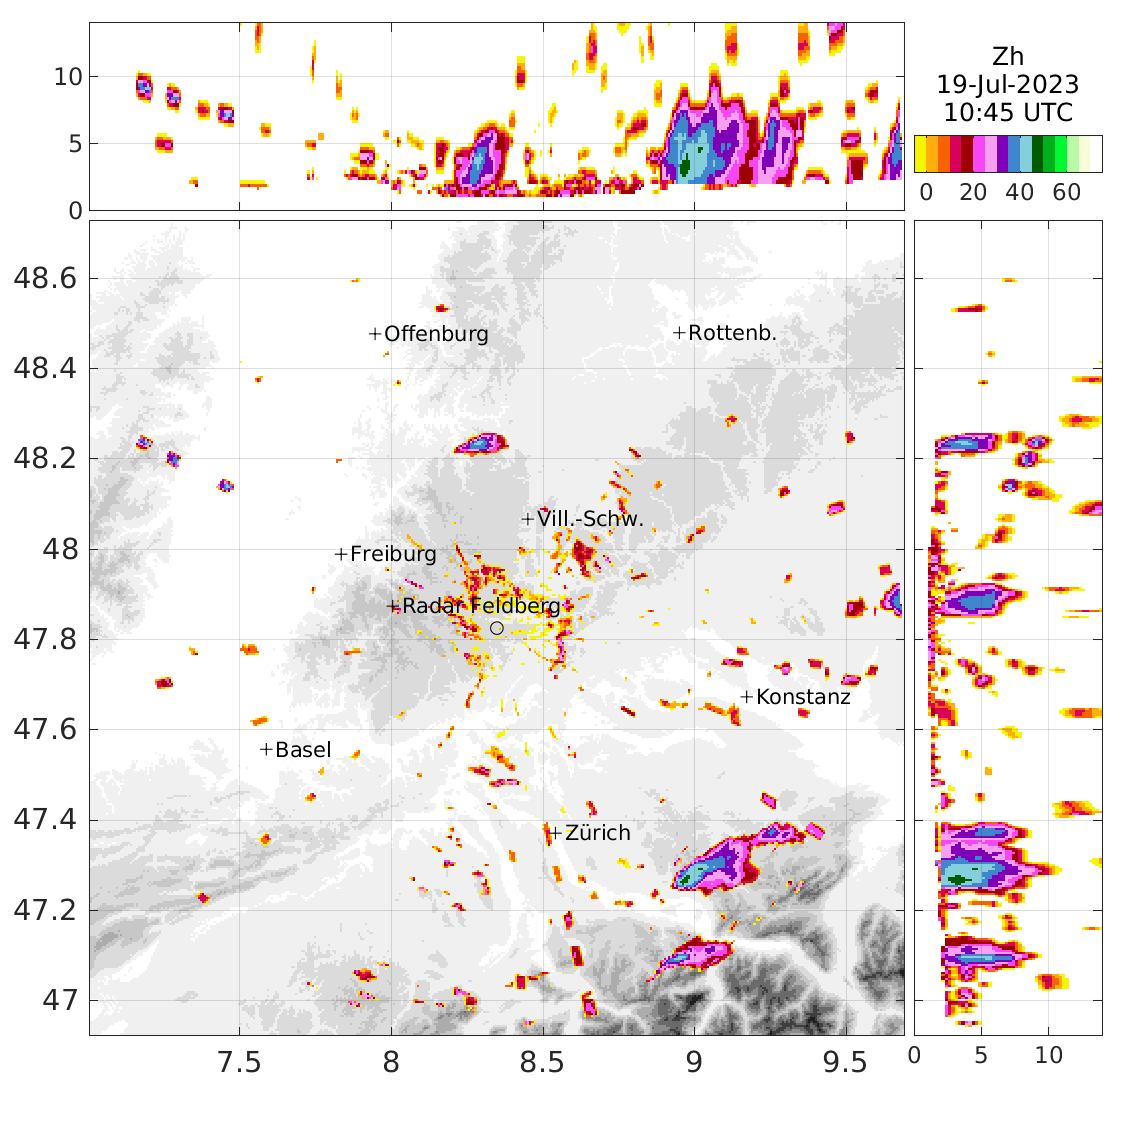 10
5
0
Zh
19-Jul-2023
10:45 UTC
0 20 40 60
48.6
+Offenburg +Rottenb.
48.4
48.2
+Vill.-Schw.
48
+Freiburg
+Radar Feldberg
47.8
+Konstanz
47.6
+Basel
47.4
+Zürich
47.2
47
7.5 8 8.5 9 9.5
0 5 10